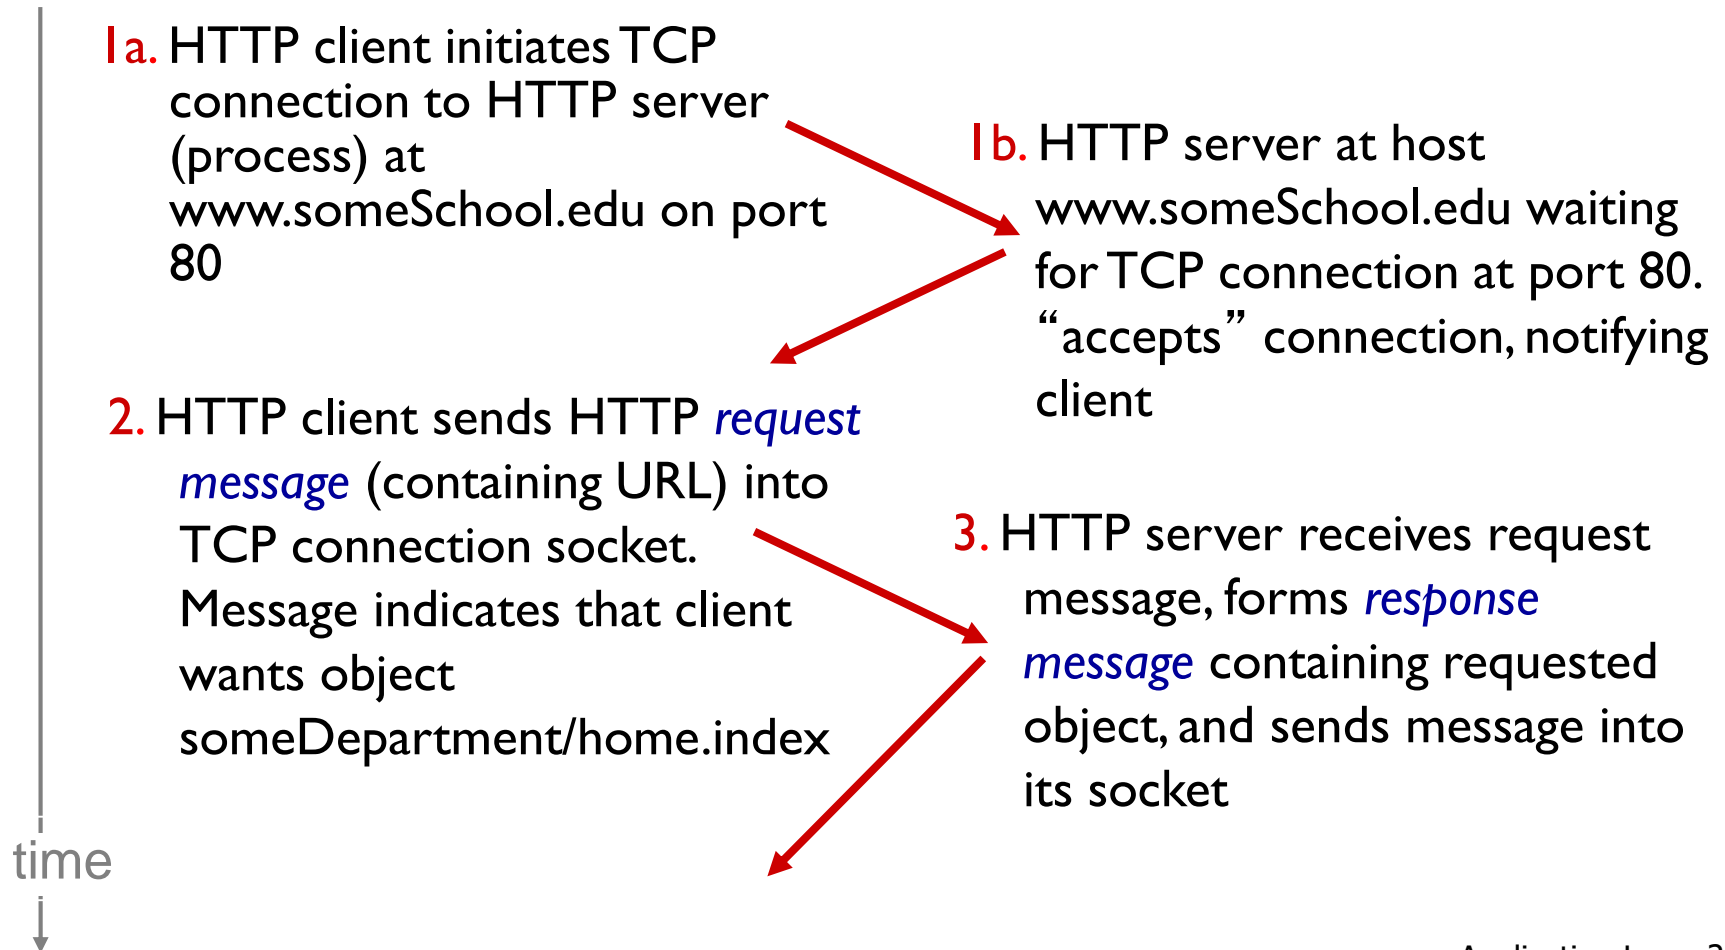 1a. HTTP client initiates TCP
connection to HTTP server
(process) at
www.someSchool.edu on port
80
1b. HTTP server at host
www.someSchool.edu waiting
for TCP connection at port 80.
“accepts” connection, notifying
client
2. HTTP client sends HTTP request
message (containing URL) into
TCP connection socket.
Message indicates that client
wants object
someDepartment/home.index
3. HTTP server receives request
message, forms response
message containing requested
object, and sends message into
its socket
time